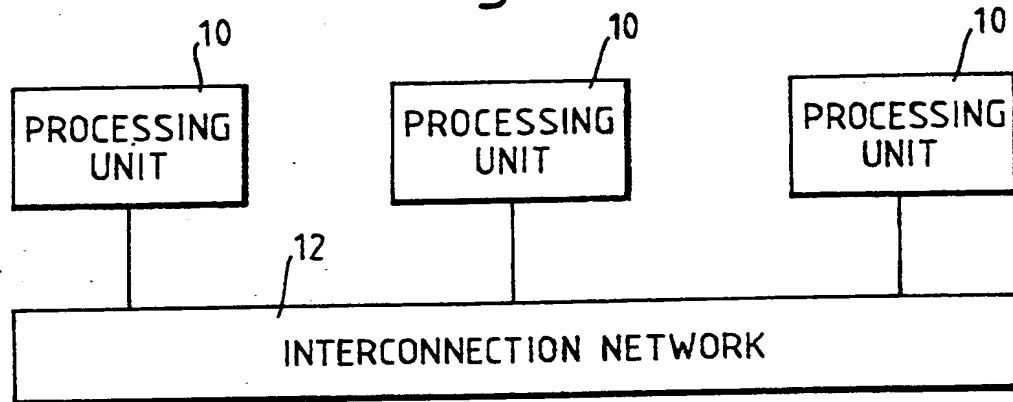 10
10
10
PROCESSING
UNIT
PROCESSING
UNIT
PROCESSING
UNIT
12
INTERCONNECTION NETWORK